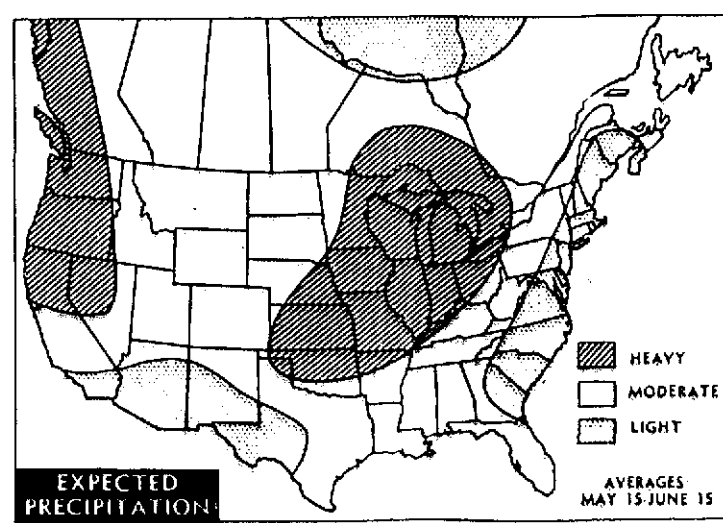 HEAVY
MODERATE
LIGHT
EXPECTED
PRECIPITATION
AVERAGES
MAY 15-JUNE 15